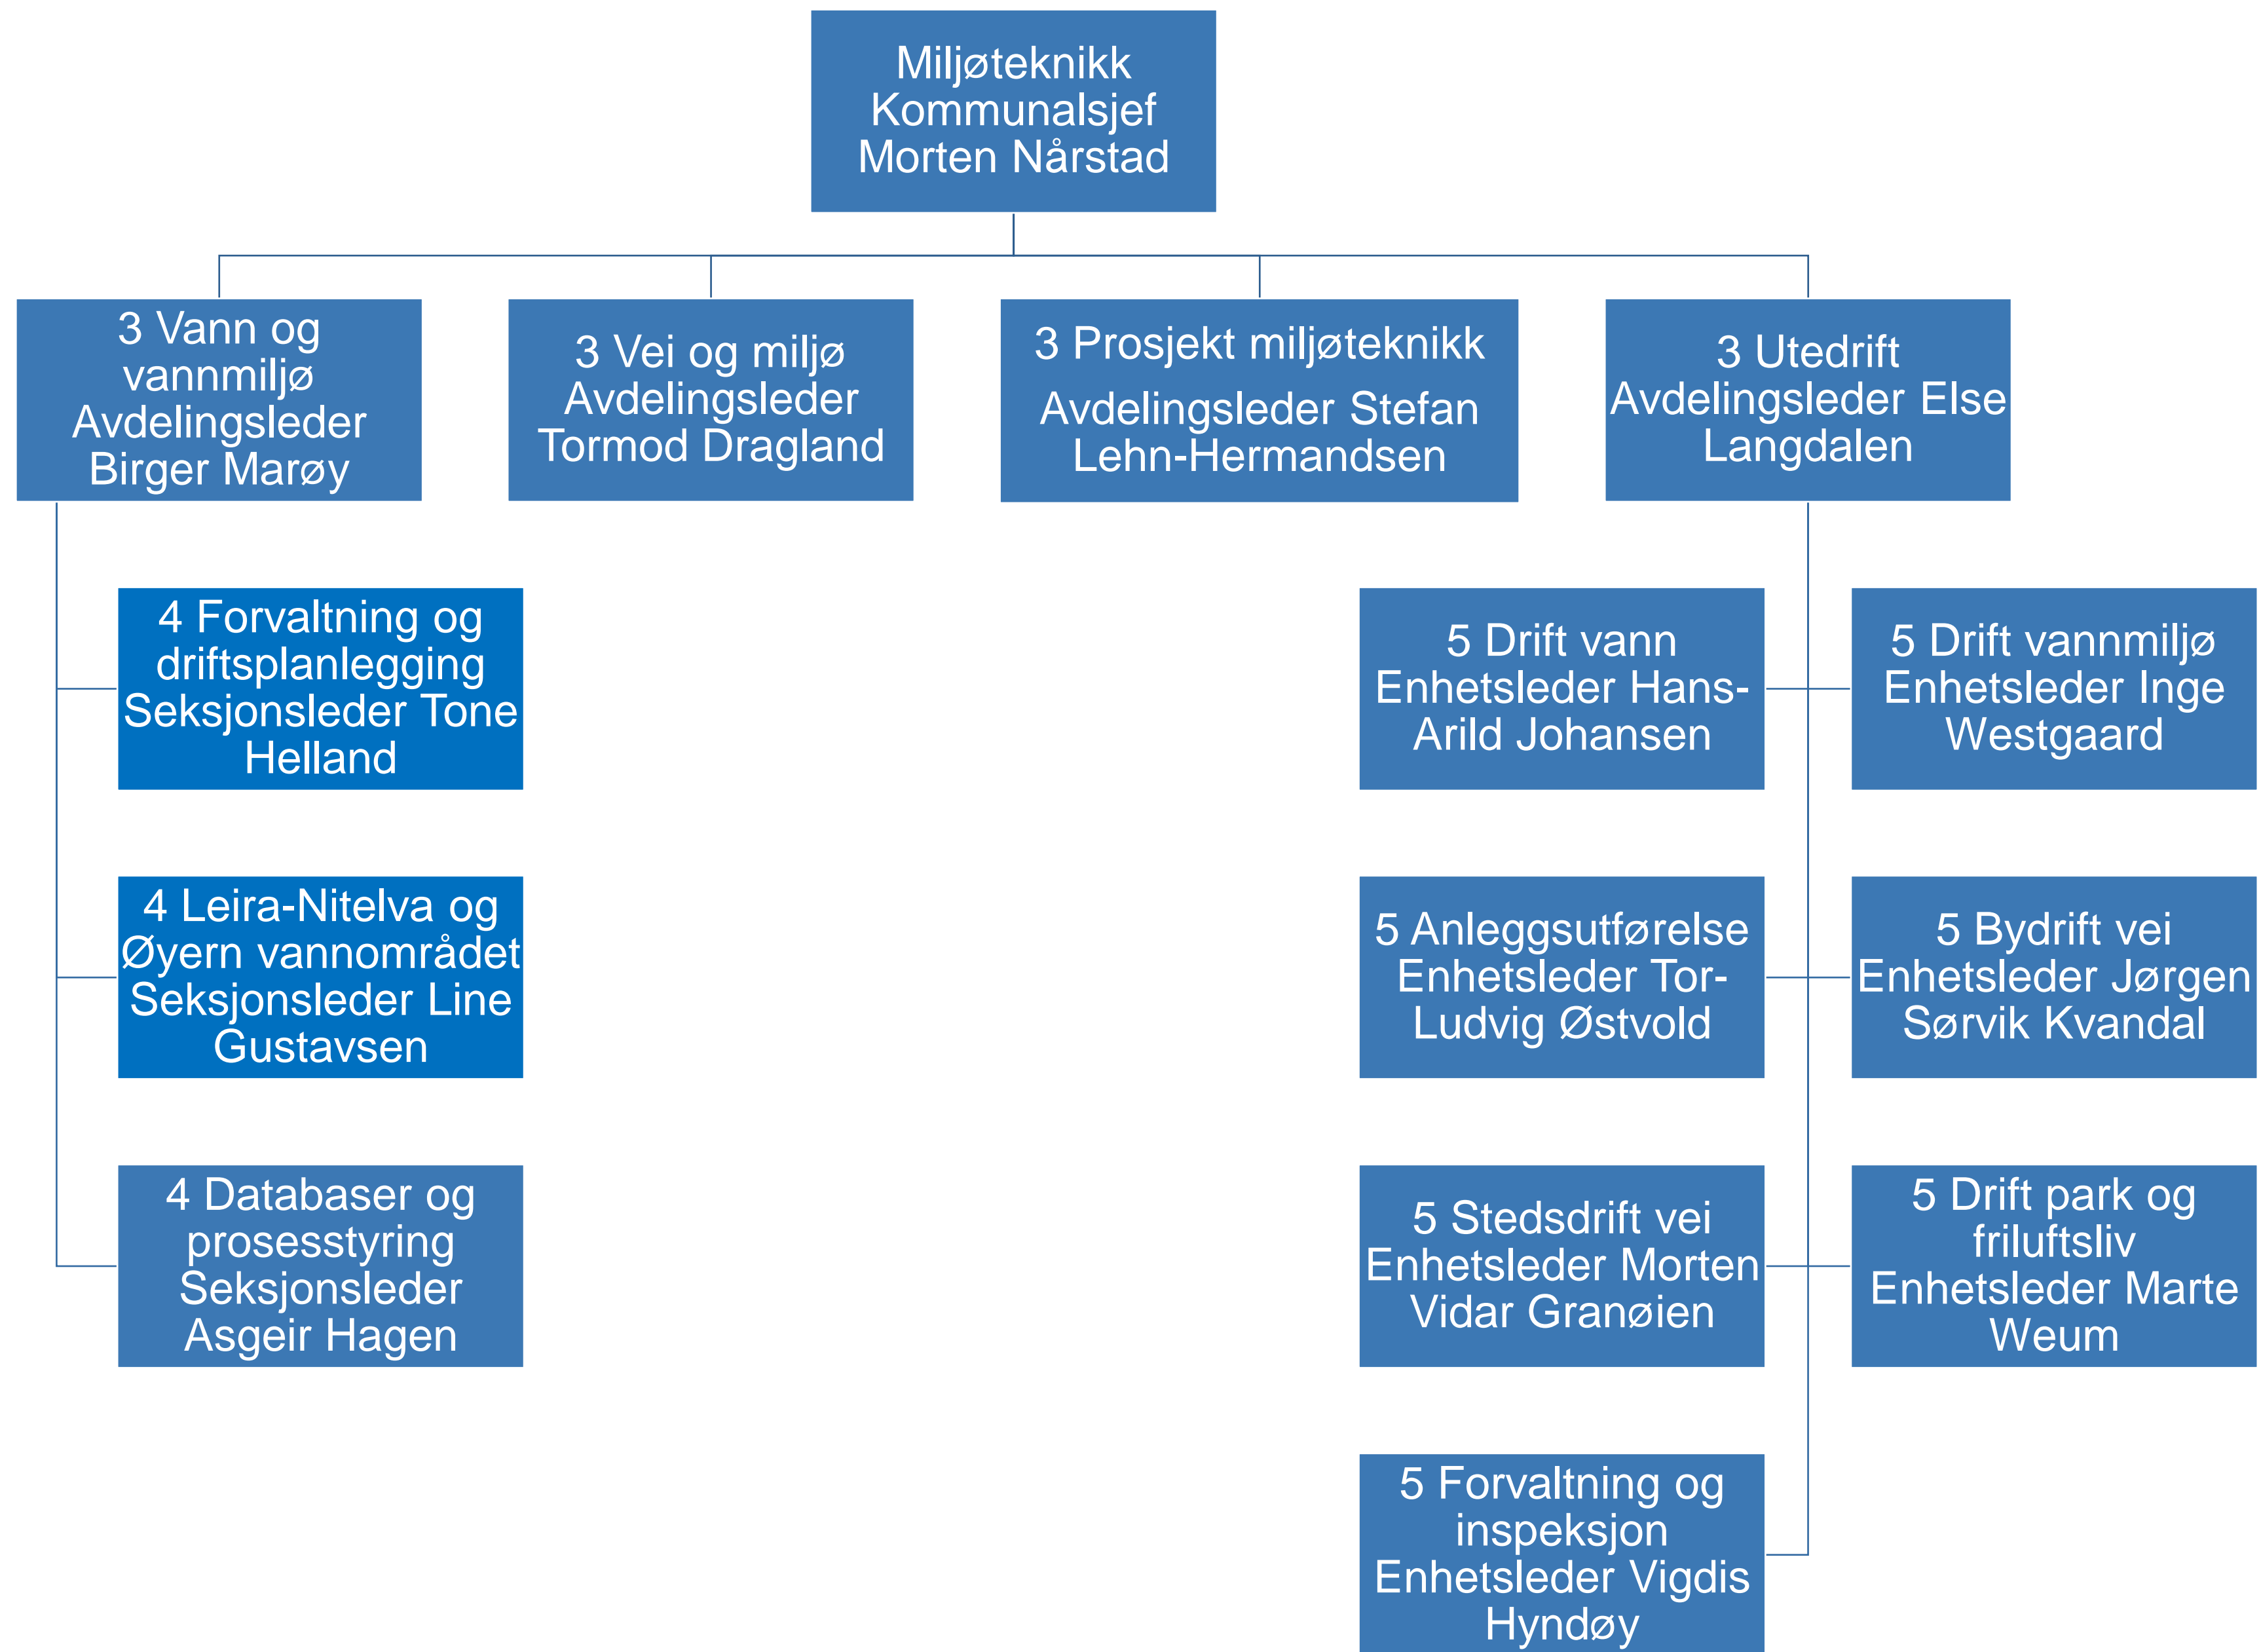 Miljøteknikk
Kommunalsjef
Morten Nårstad
3 Vann og
vannmiljø
Avdelingsleder
Birger Marøy
3 Vei og miljø
Avdelingsleder
Tormod Dragland
3 Prosjekt miljøteknikk
Avdelingsleder Stefan
Lehn-Hermandsen
3 Utedrift
Avdelingsleder Else
Langdalen
4 Forvaltning og
driftsplanlegging
Seksjonsleder Tone
Helland
5 Drift vann
Enhetsleder Hans-
Arild Johansen
5 Drift vannmiljø
Enhetsleder Inge
Westgaard
4 Leira-Nitelva og
Øyern vannområdet
Seksjonsleder Line
Gustavsen
5 Anleggsutførelse
Enhetsleder Tor-
Ludvig Østvold
5 Bydrift vei
Enhetsleder Jørgen
Sørvik Kvandal
4 Databaser og
prosesstyring
Seksjonsleder
Asgeir Hagen
5 Stedsdrift vei
Enhetsleder Morten
Vidar Granøien
5 Drift park og
friluftsliv
Enhetsleder Marte
Weum
5 Forvaltning og
inspeksjon
Enhetsleder Vigdis
Hyndøy